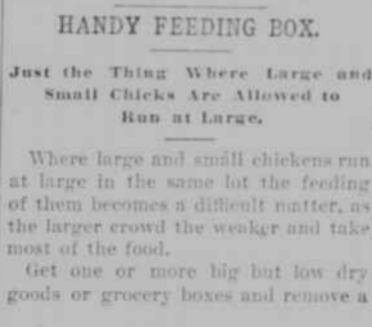 HANDY FEEDING BOX.
Just the Thing Where Large and
Small Chicks Are Allowed to
Run at Large.
Where large and small chickens run
at large in the same lot the feeding
of them becomes a difficult matter, as
the larger crowd the weaker and take
most of the food.
Get one or more big but low dry
goods or grocery boxes and remove a